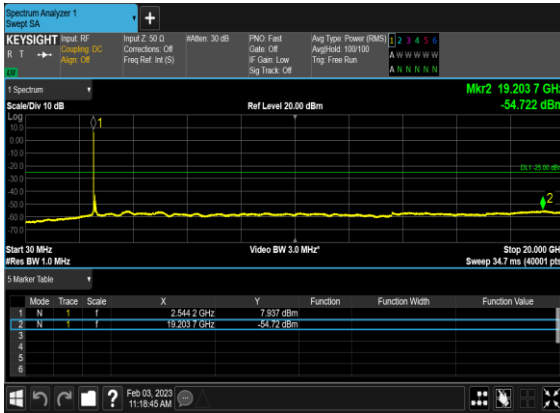 Spectrum Analyzer 1
Swept SA
+
KEYSIGHT Input: RF Input Z: 50 Ω #Atten: 30 dB PNO: Fast Avg Type: Power (RMS) 1 2 3 4 5 6
R T Coupling: DC Corrections: Off Gate: Off Avg|Hold: 100/100 A W W W W W
Align: Off Freq Ref: Int (S) IF Gain: Low Trig: Free Run
Sig Track: Off A N N N N N
1 Spectrum Mkr2 19.203 7 GHz
Scale/Div 10 dB Ref Level 20.00 dBm -54.722 dBm
Log
10.0
0.00
-10.0
-20.0
-30.0
-40.0
-50.0
-60.0
-70.0
1
DL1 -25.00 dBm
2
Start 30 MHz Video BW 3.0 MHz* Stop 20.000 GH
#Res BW 1.0 MHz Sweep 34.7 ms (40001 pts
5 Marker Table
Mode Trace Scale X Y Function Function Width Function Value
1 N 1 f 2.544 2 GHz 7.937 dBm
2 N 1 f 19.203 7 GHz -54.72 dBm
3
4
5
6
? Feb 03, 2023
11:18:45 AM